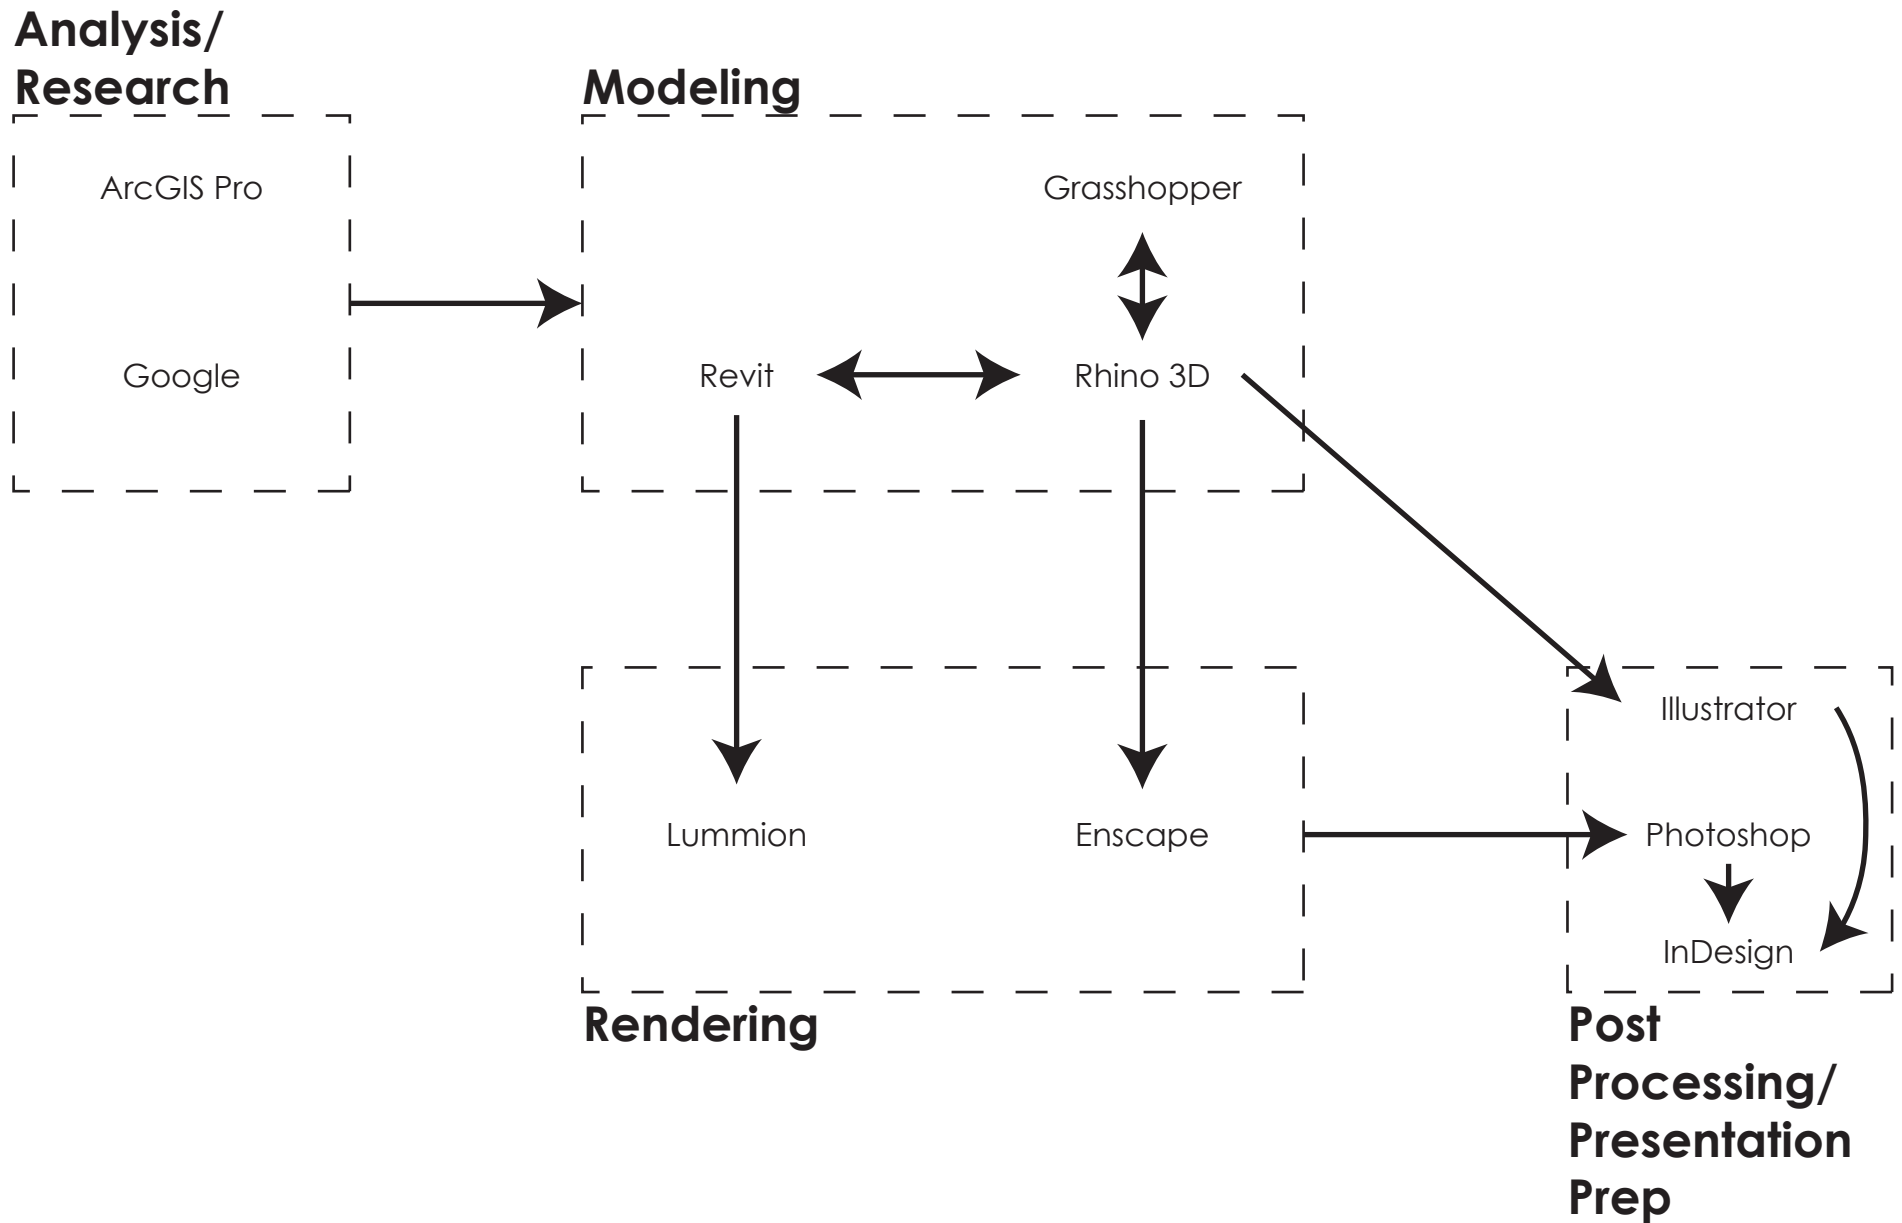 Analysis/
Research
ArcGIS Pro
Google
Modeling
Grasshopper
Revit
Rhino 3D
Lummion
Enscape
Rendering
Illustrator
Photoshop
InDesign
Post
Processing/
Presentation
Prep